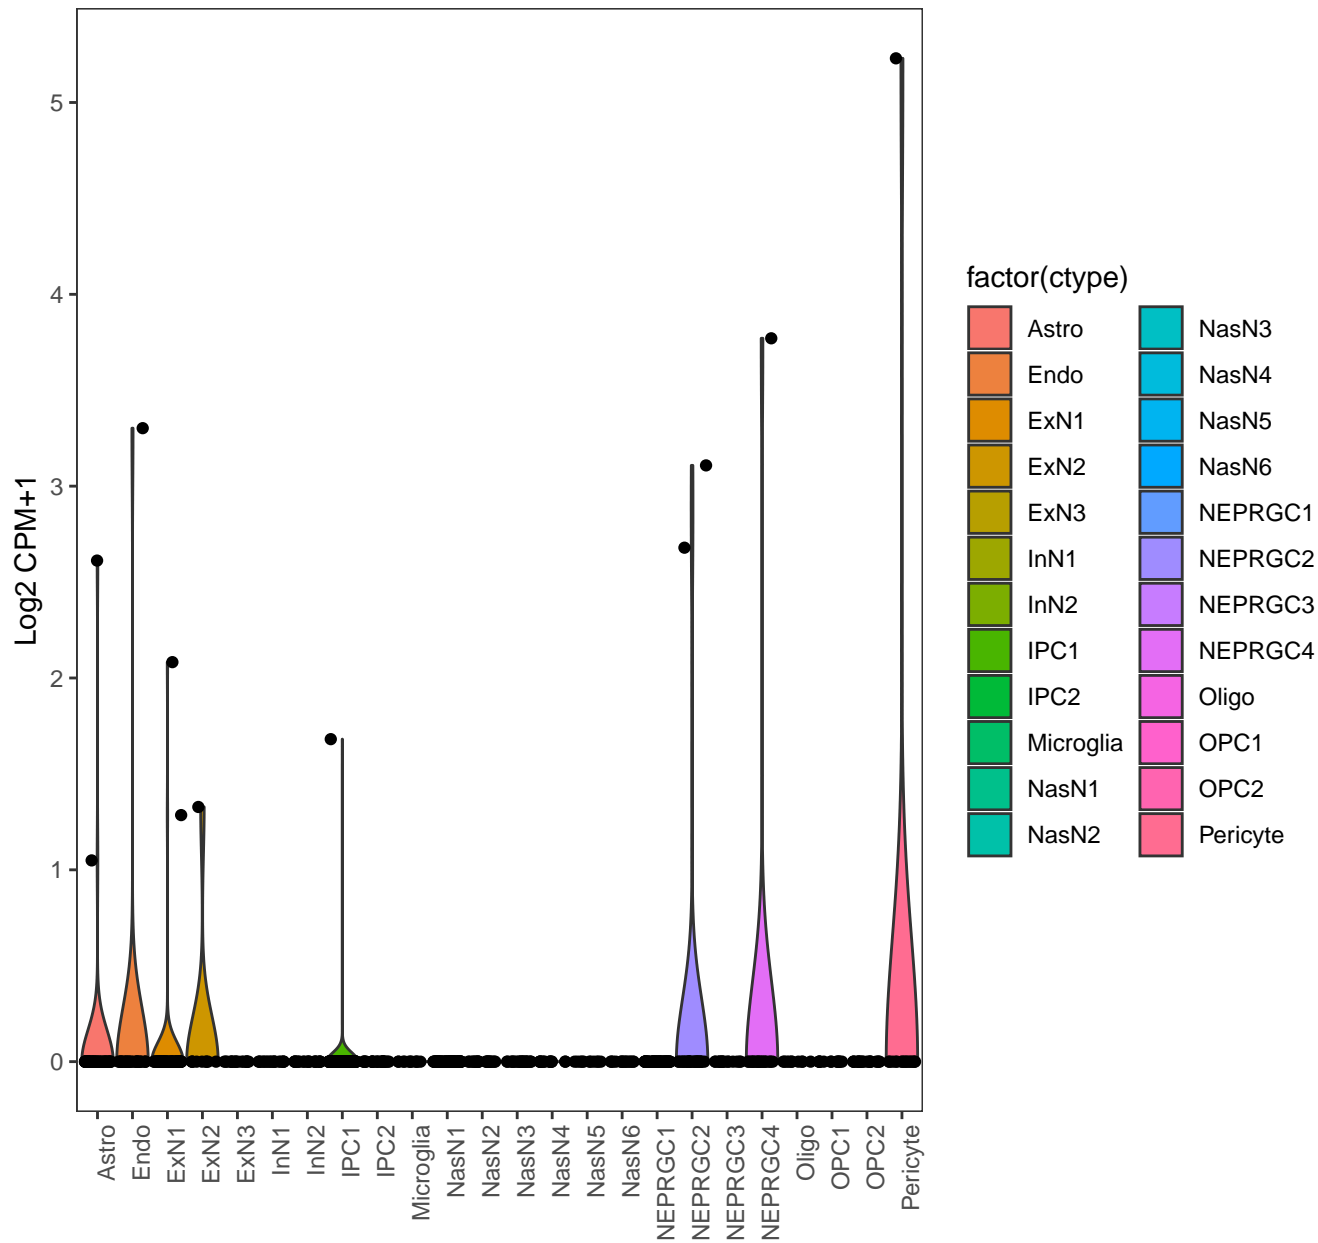 5
4
3
2
1
0
Log2 CPM+1
Astro
Endo
ExN1
ExN2
ExN3
InN1
InN2
IPC1
IPC2
Microglia
NasN1
NasN2
NasN3
NasN4
NasN5
NasN6
NEPRGC1
NEPRGC2
NEPRGC3
NEPRGC4
Oligo
OPC1
OPC2
Pericyte
factor(ctype)
Astro
Endo
ExN1
ExN2
ExN3
InN1
InN2
IPC1
IPC2
Microglia
NasN1
NasN2
NasN3
NasN4
NasN5
NasN6
NEPRGC1
NEPRGC2
NEPRGC3
NEPRGC4
Oligo
OPC1
OPC2
Pericyte